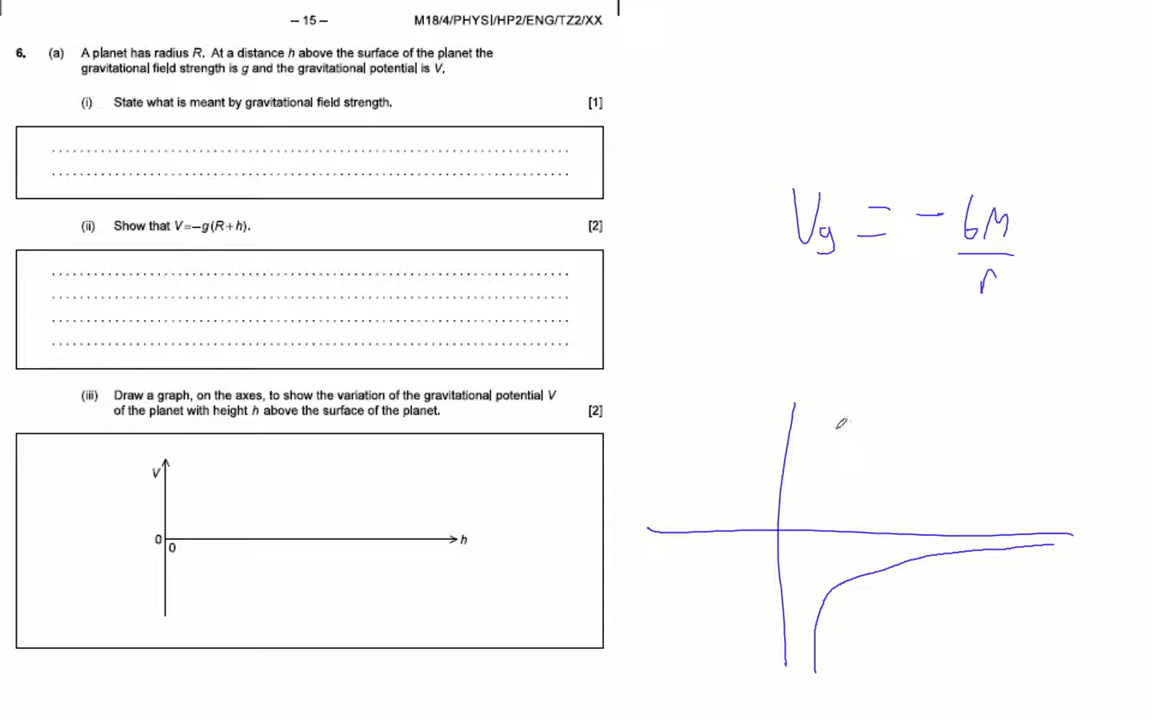 – 15 –
M18/4/PHYSI/HP2/ENG/TZ2/XX
6. (a) A planet has radius R. At a distance h above the surface of the planet the
gravitational field strength is g and the gravitational potential is V.
(i) State what is meant by gravitational field strength. [1]
(ii) Show that V=–g(R+h). [2]
(iii) Draw a graph, on the axes, to show the variation of the gravitational potential V
of the planet with height h above the surface of the planet. [2]
V
0
0
h
Vg = - GM
r